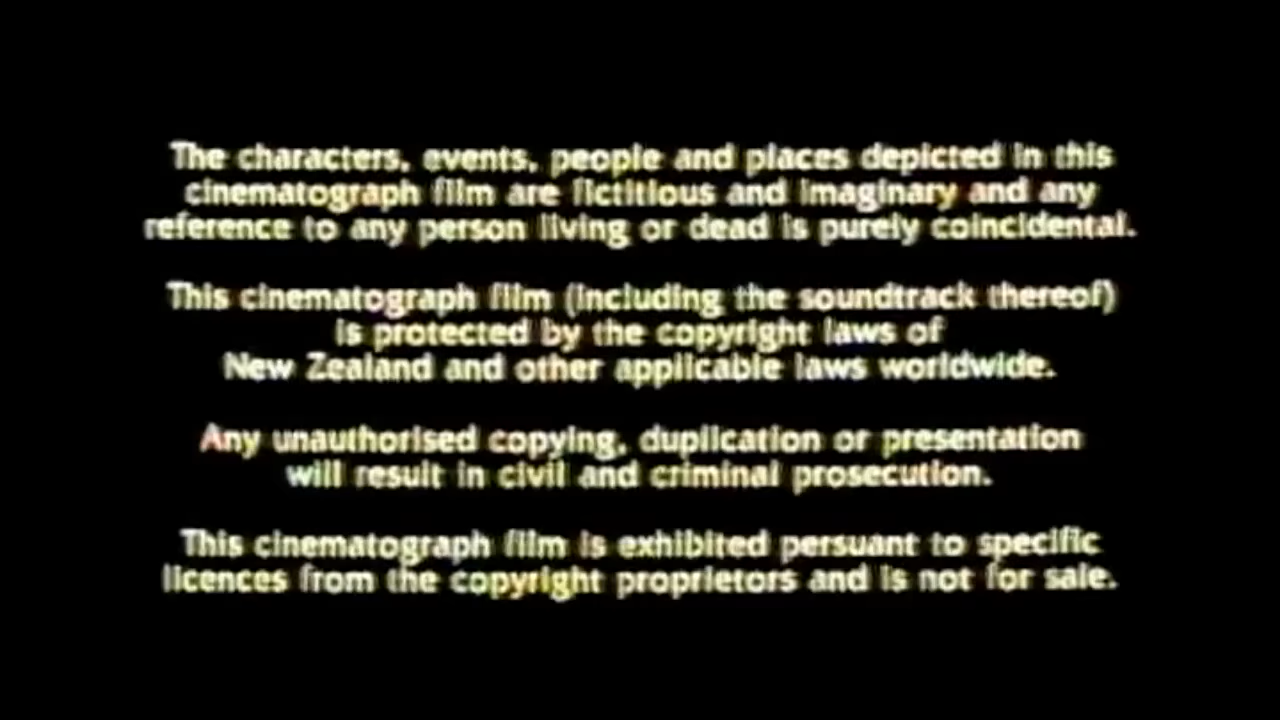 The characters, events, people and places depicted in this
cinematograph film are fictitious and imaginary and any
reference to any person living or dead is purely coincidental.
This cinematograph film (including the soundtrack thereof)
is protected by the copyright laws of
New Zealand and other applicable laws worldwide.
Any unauthorised copying, duplication or presentation
will result in civil and criminal prosecution.
This cinematograph film is exhibited persuant to specific
licences from the copyright proprietors and is not for sale.